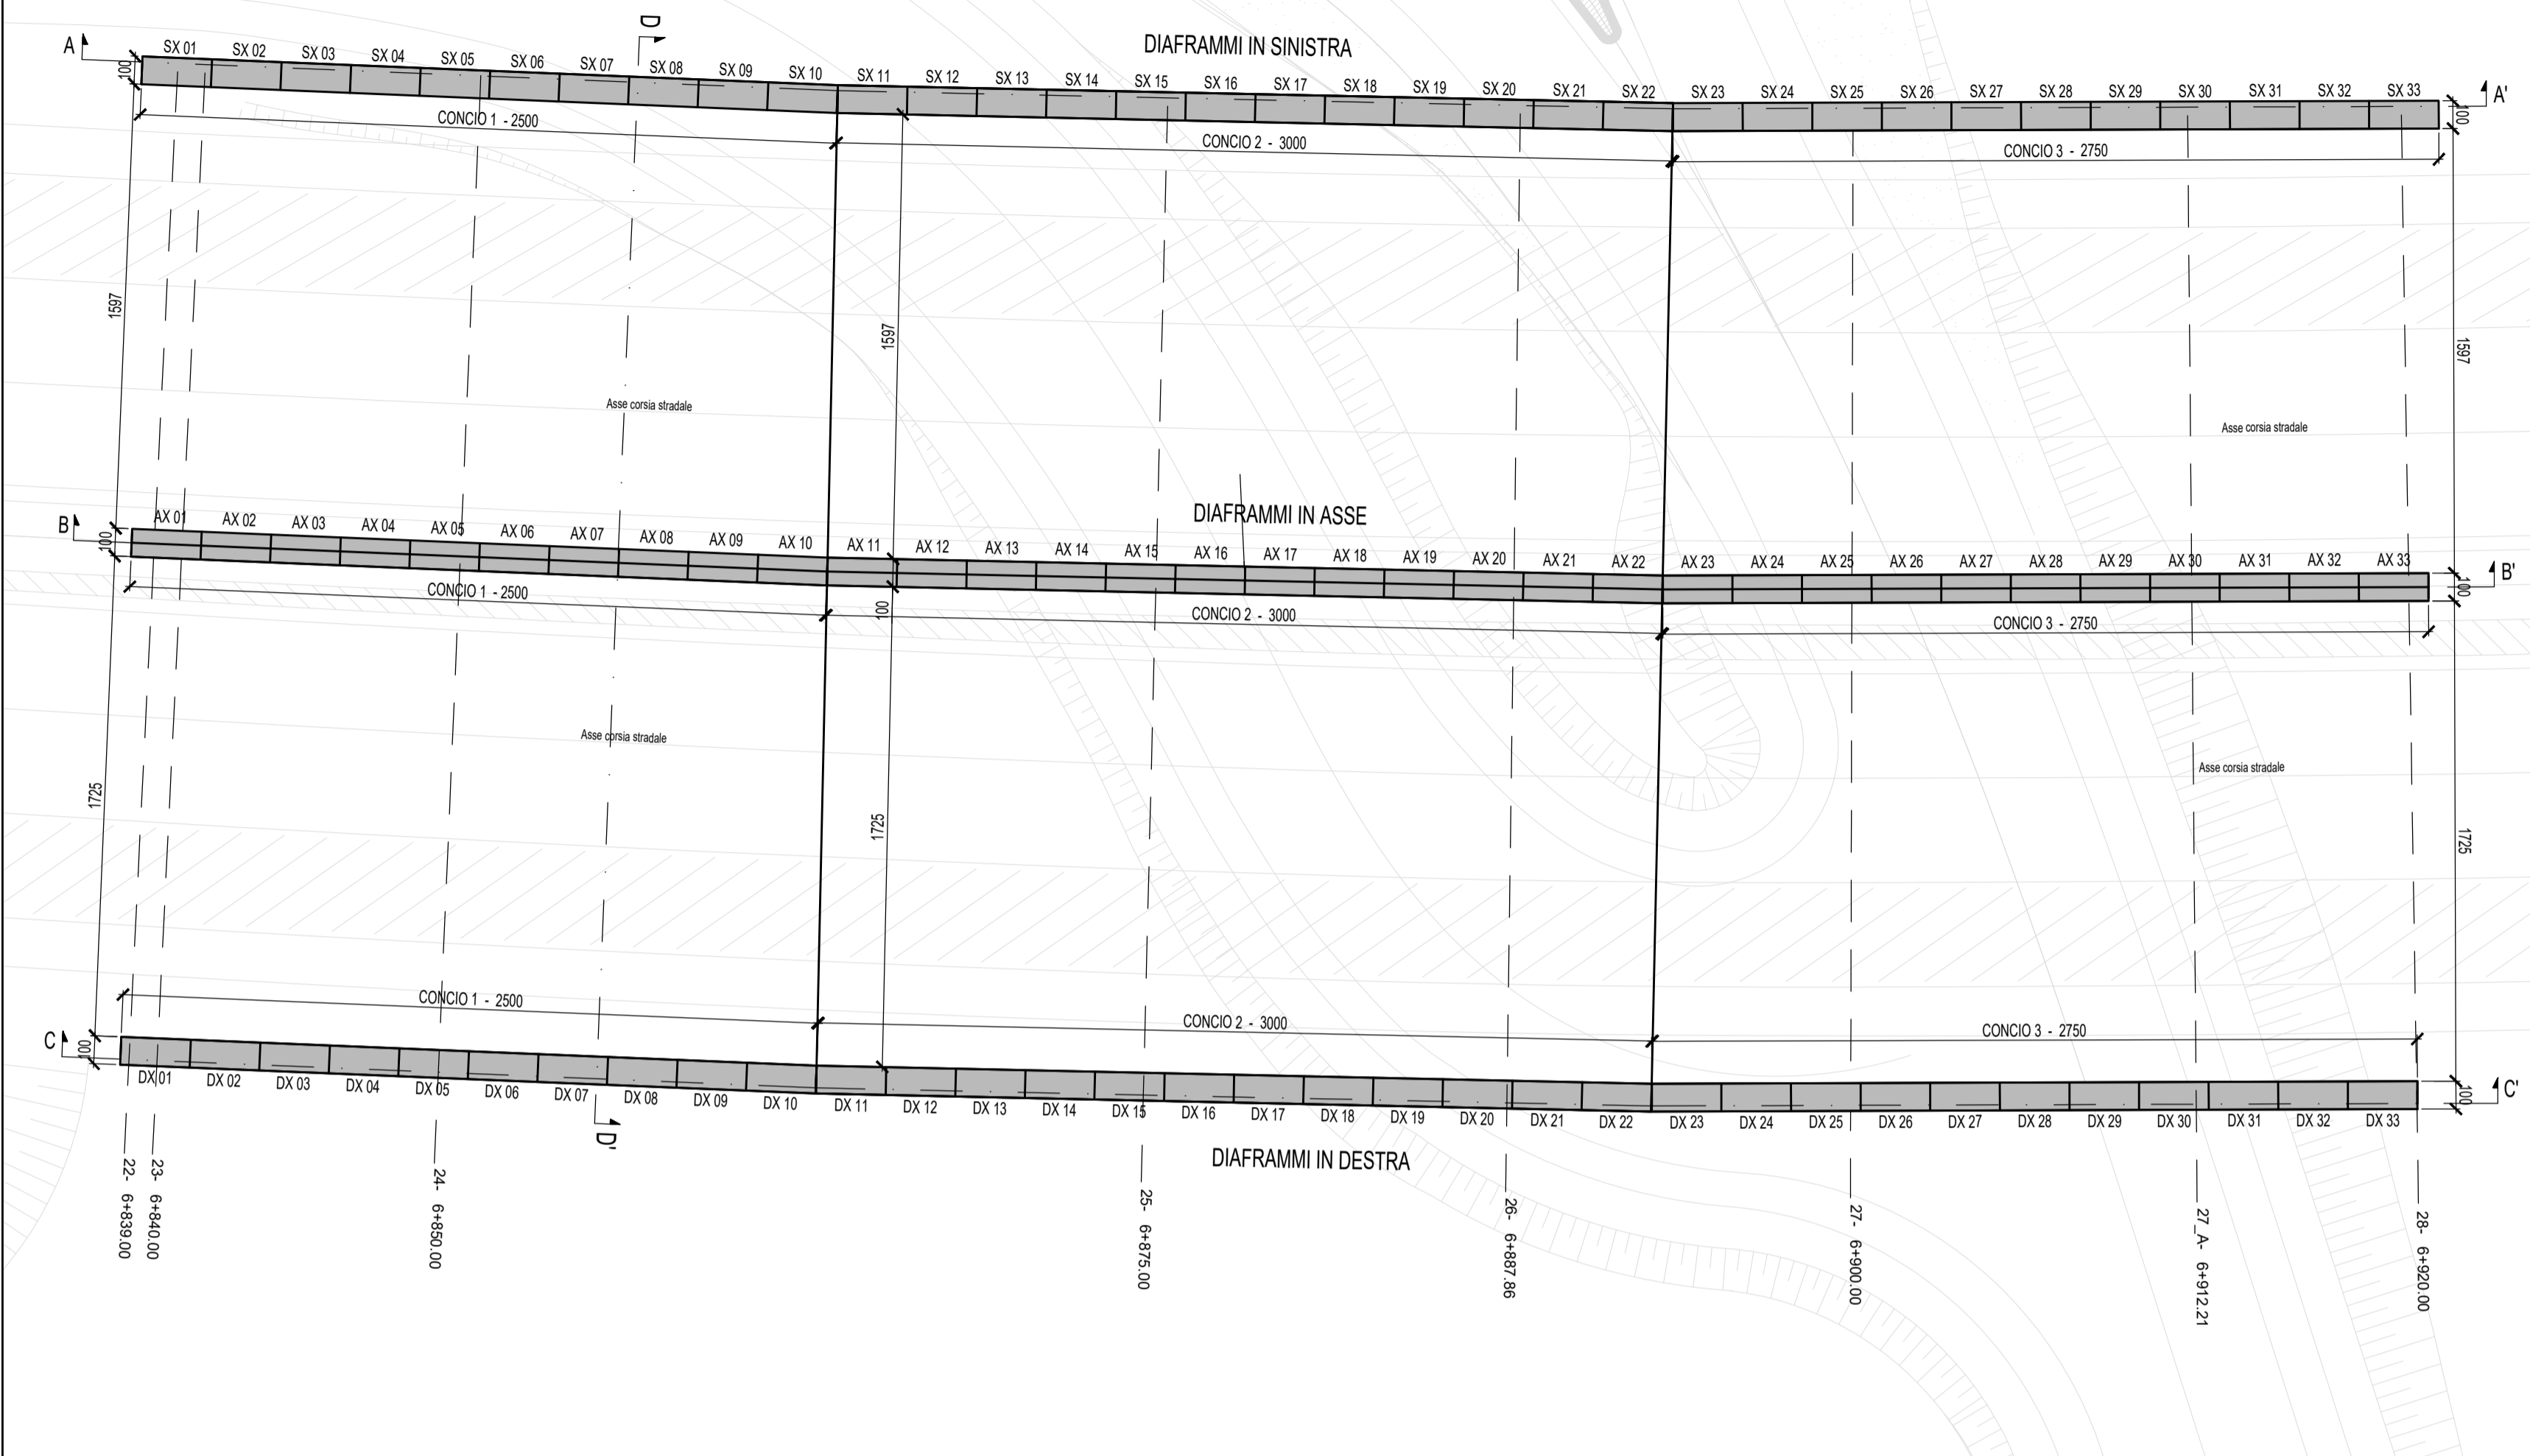 DIAFRAMMI IN SINISTRA
D
A
A'
SX 01 SX 02 SX 03 SX 04 SX 05 SX 06 SX 07 SX 08 SX 09 SX 10 SX 11 SX 12 SX 13 SX 14 SX 15 SX 16 SX 17 SX 18 SX 19 SX 20 SX 21 SX 22 SX 23 SX 24 SX 25 SX 26 SX 27 SX 28 SX 29 SX 30 SX 31 SX 32 SX 33
100
100
CONCIO 1 - 2500
CONCIO 2 - 3000
CONCIO 3 - 2750
1597
1597
1597
Asse corsia stradale
Asse corsia stradale
DIAFRAMMI IN ASSE
B
B'
AX 01 AX 02 AX 03 AX 04 AX 05 AX 06 AX 07 AX 08 AX 09 AX 10 AX 11 AX 12 AX 13 AX 14 AX 15 AX 16 AX 17 AX 18 AX 19 AX 20 AX 21 AX 22 AX 23 AX 24 AX 25 AX 26 AX 27 AX 28 AX 29 AX 30 AX 31 AX 32 AX 33
100
100
100
CONCIO 1 - 2500
CONCIO 2 - 3000
CONCIO 3 - 2750
Asse corsia stradale
Asse corsia stradale
1725
1725
1725
CONCIO 1 - 2500
CONCIO 2 - 3000
CONCIO 3 - 2750
C
C'
100
100
DX 01 DX 02 DX 03 DX 04 DX 05 DX 06 DX 07 DX 08 DX 09 DX 10 DX 11 DX 12 DX 13 DX 14 DX 15 DX 16 DX 17 DX 18 DX 19 DX 20 DX 21 DX 22 DX 23 DX 24 DX 25 DX 26 DX 27 DX 28 DX 29 DX 30 DX 31 DX 32 DX 33
D'
DIAFRAMMI IN DESTRA
22- 6+839.00
23- 6+840.00
24- 6+850.00
25- 6+875.00
26- 6+887.86
27- 6+900.00
27_A- 6+912.21
28- 6+920.00